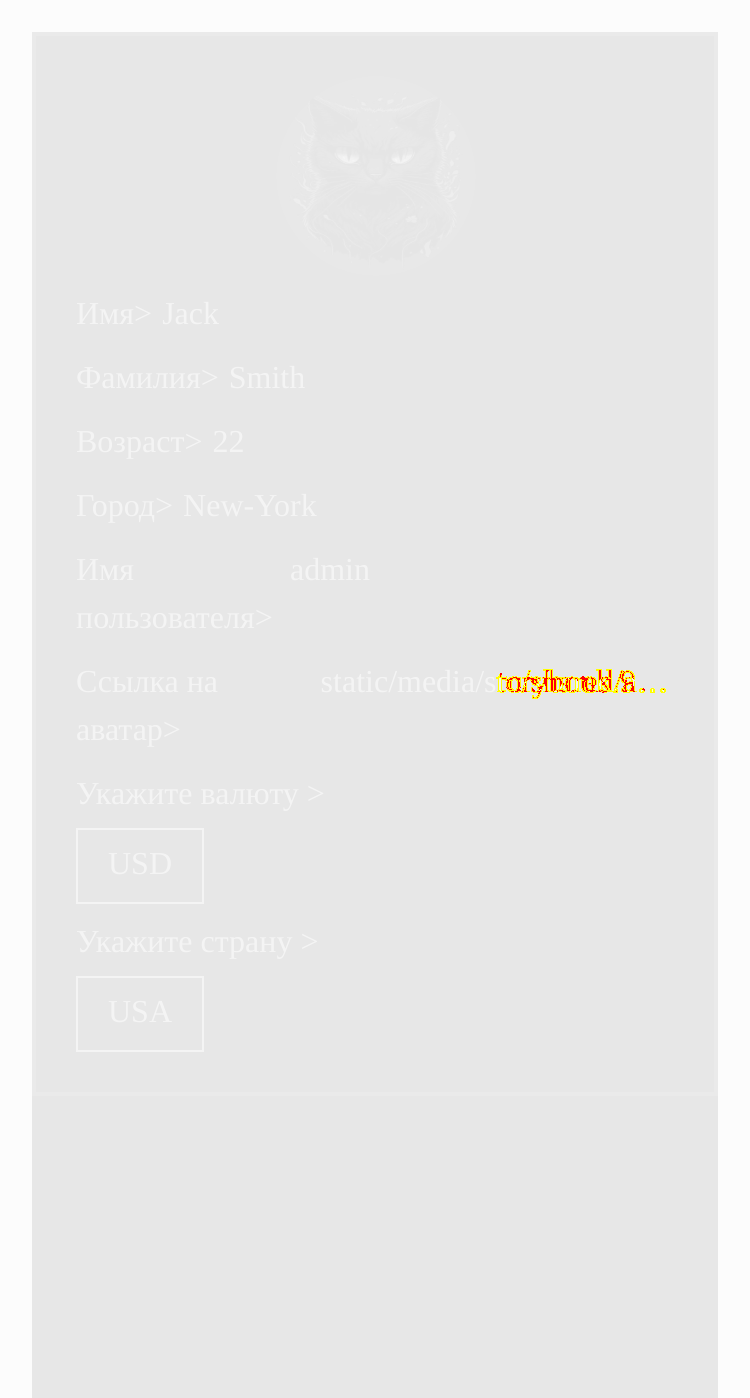 Имя> Jack
Фамилия> Smith
Возраст> 22
Город> New-York
Имя пользователя> admin
Ссылка на аватар> static/media/s
Укажите валюту >
USD
Укажите страну >
USA